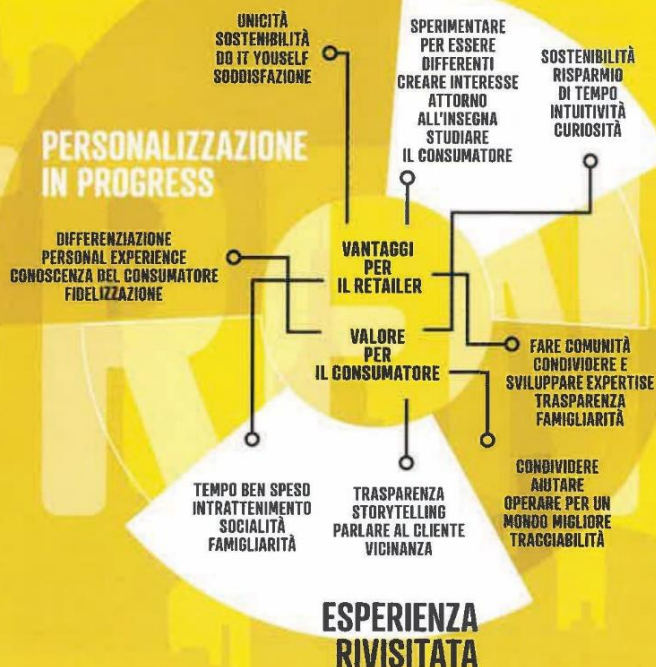 UNICITÀ
SOSTENIBILITÀ
DO IT YOUSELF
SODDISFAZIONE
SPERIMENTARE
PER ESSERE
DIFFERENTI
CREARE INTERESSE
ATTORNO
ALL'INSEGNA
STUDIARE
IL CONSUMATORE
SOSTENIBILITÀ
RISPARMIO
DI TEMPO
INTUITIVITÀ
CURIOSITÀ
PERSONALIZZAZIONE
IN PROGRESS
DIFFERENZIAZIONE
PERSONAL EXPERIENCE
CONOSCENZA DEL CONSUMATORE
FIDELIZZAZIONE
VANTAGGI
PER
IL RETAILER
VALORE
PER
IL CONSUMATORE
FARE COMUNITÀ
CONDIVIDERE E
SVILUPPARE EXPERTISE
TRASPARENZA
FAMIGLIARITÀ
TEMPO BEN SPESO
INTRATTENIMENTO
SOCIALITÀ
FAMIGLIARITÀ
TRASPARENZA
STORYTELLING
PARLARE AL CLIENTE
VICINANZA
CONDIVIDERE
AIUTARE
OPERARE PER UN
MONDO MIGLIORE
TRACCIABILITÀ
ESPERIENZA
RIVISITATA